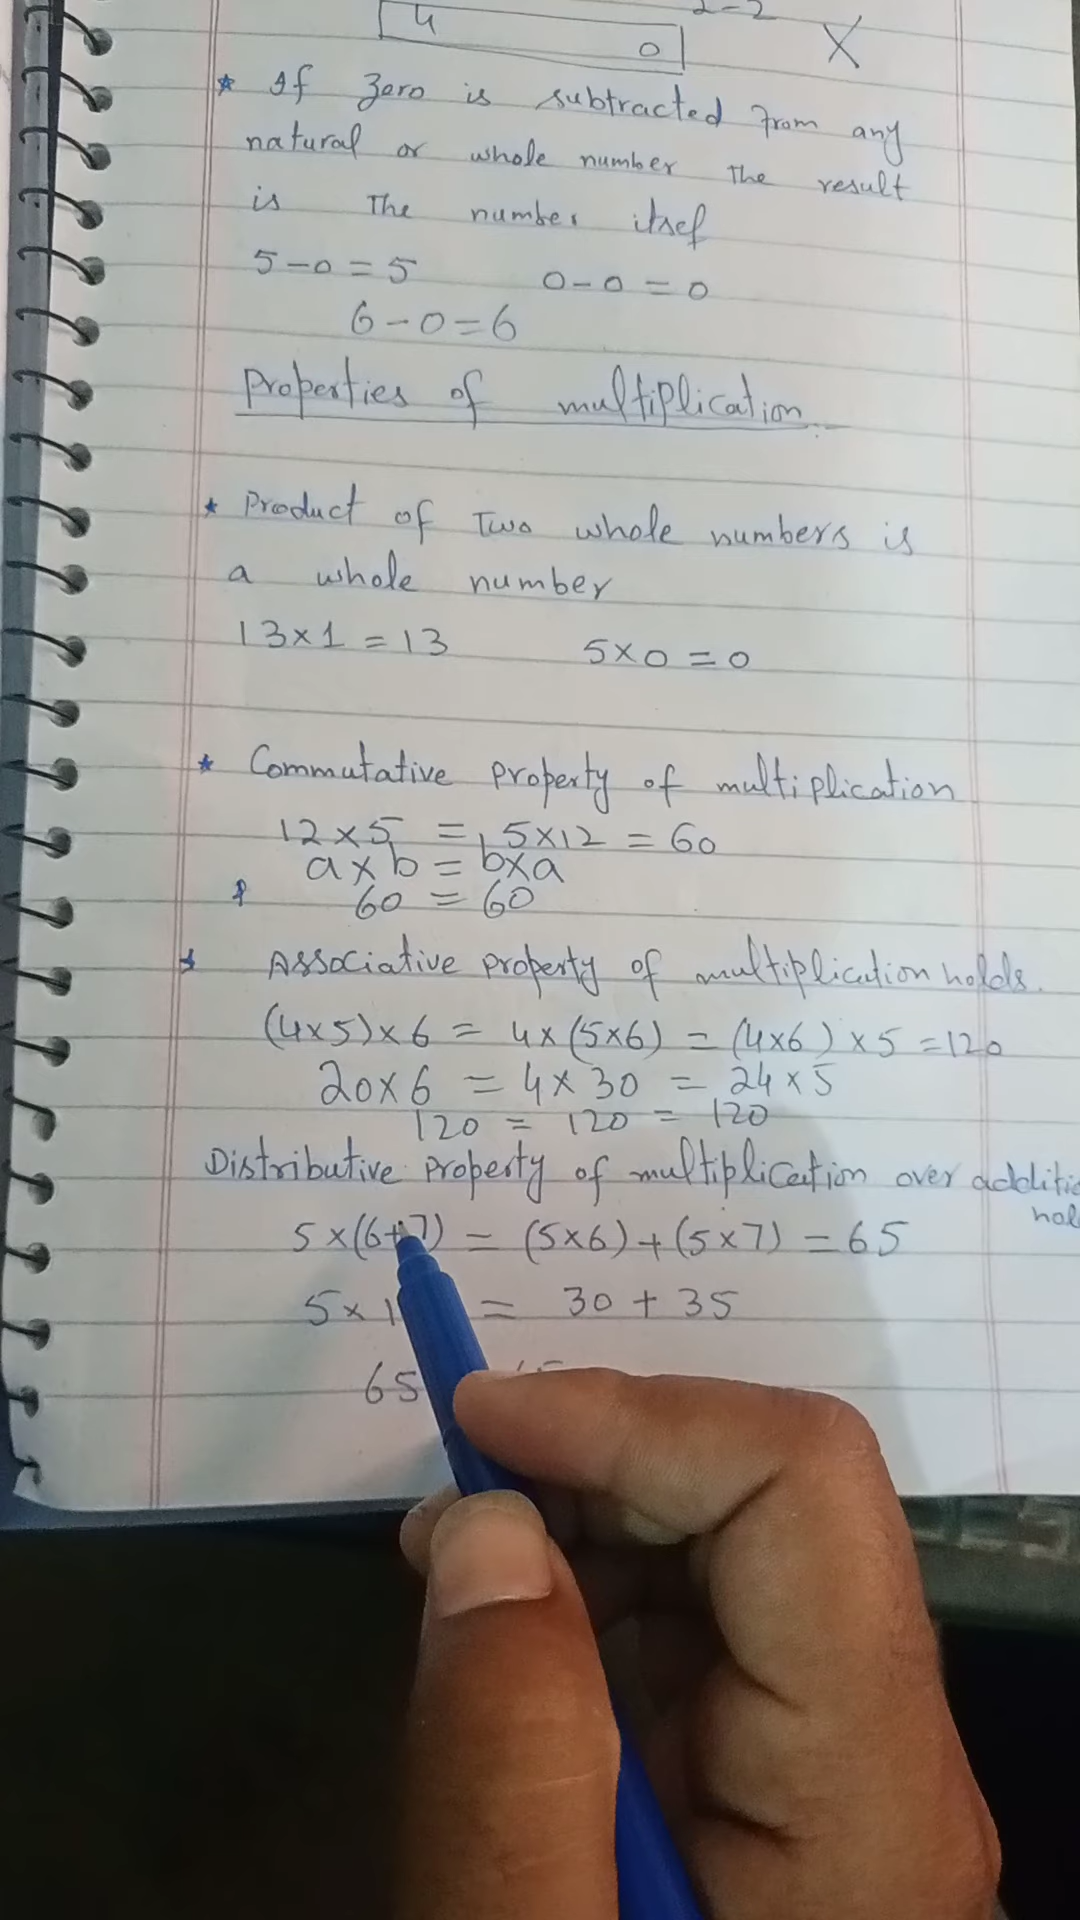 4
0
2-2
X
* If zero is subtracted from any
natural or whole number The result
is The number itsef
5-0=5 0-0=0
6-0=6
Properties of multiplication
* Product of Two whole numbers is
a whole number
13×1=13 5×0=0
* Commutative property of multiplication
12×5 = 5×12 = 60
a×b = b×a
60 = 60
* Associative property of multiplication holds.
(4×5)×6 = 4×(5×6) = (4×6)×5 =120
20×6 = 4×30 = 24×5
120 = 120 = 120
Distributive property of multiplication over additio
hol
5×(6+7) = (5×6)+(5×7) = 65
5×1 = 30 + 35
65